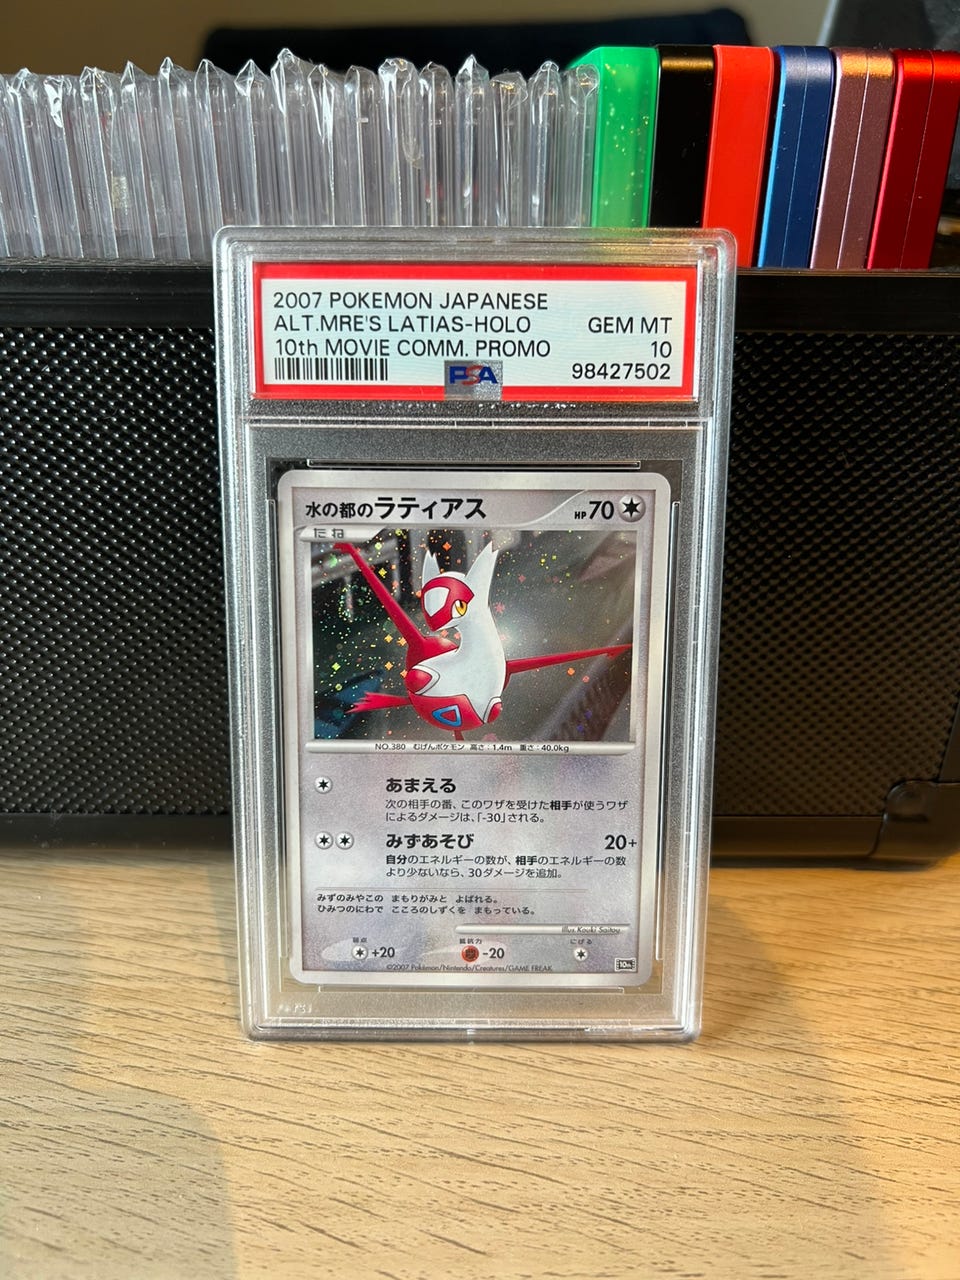 2007 POKEMON JAPANESE
ALT.MRE'S LATIAS-HOLO GEM MT
10th MOVIE COMM. PROMO 10
PSA 98427502
水の都のラティアス HP70
たね
NO.380 むげんポケモン 高さ:1.4m 重さ:40.0kg
あまえる
次の相手の番、このワザを受けた相手が使うワザ
によるダメージは、「-30」される。
みずあそび 20+
自分のエネルギーの数が、相手のエネルギーの数
より少ないなら、30ダメージを追加。
みずのみやこの まもりがみと よばれる。
ひみつのにわで こころのしずくを まもっている。
illus.Kouki Saitou
弱点 +20 抵抗力 -20 にげる
©2007 Pokémon/Nintendo/Creatures/GAME FREAK 10th